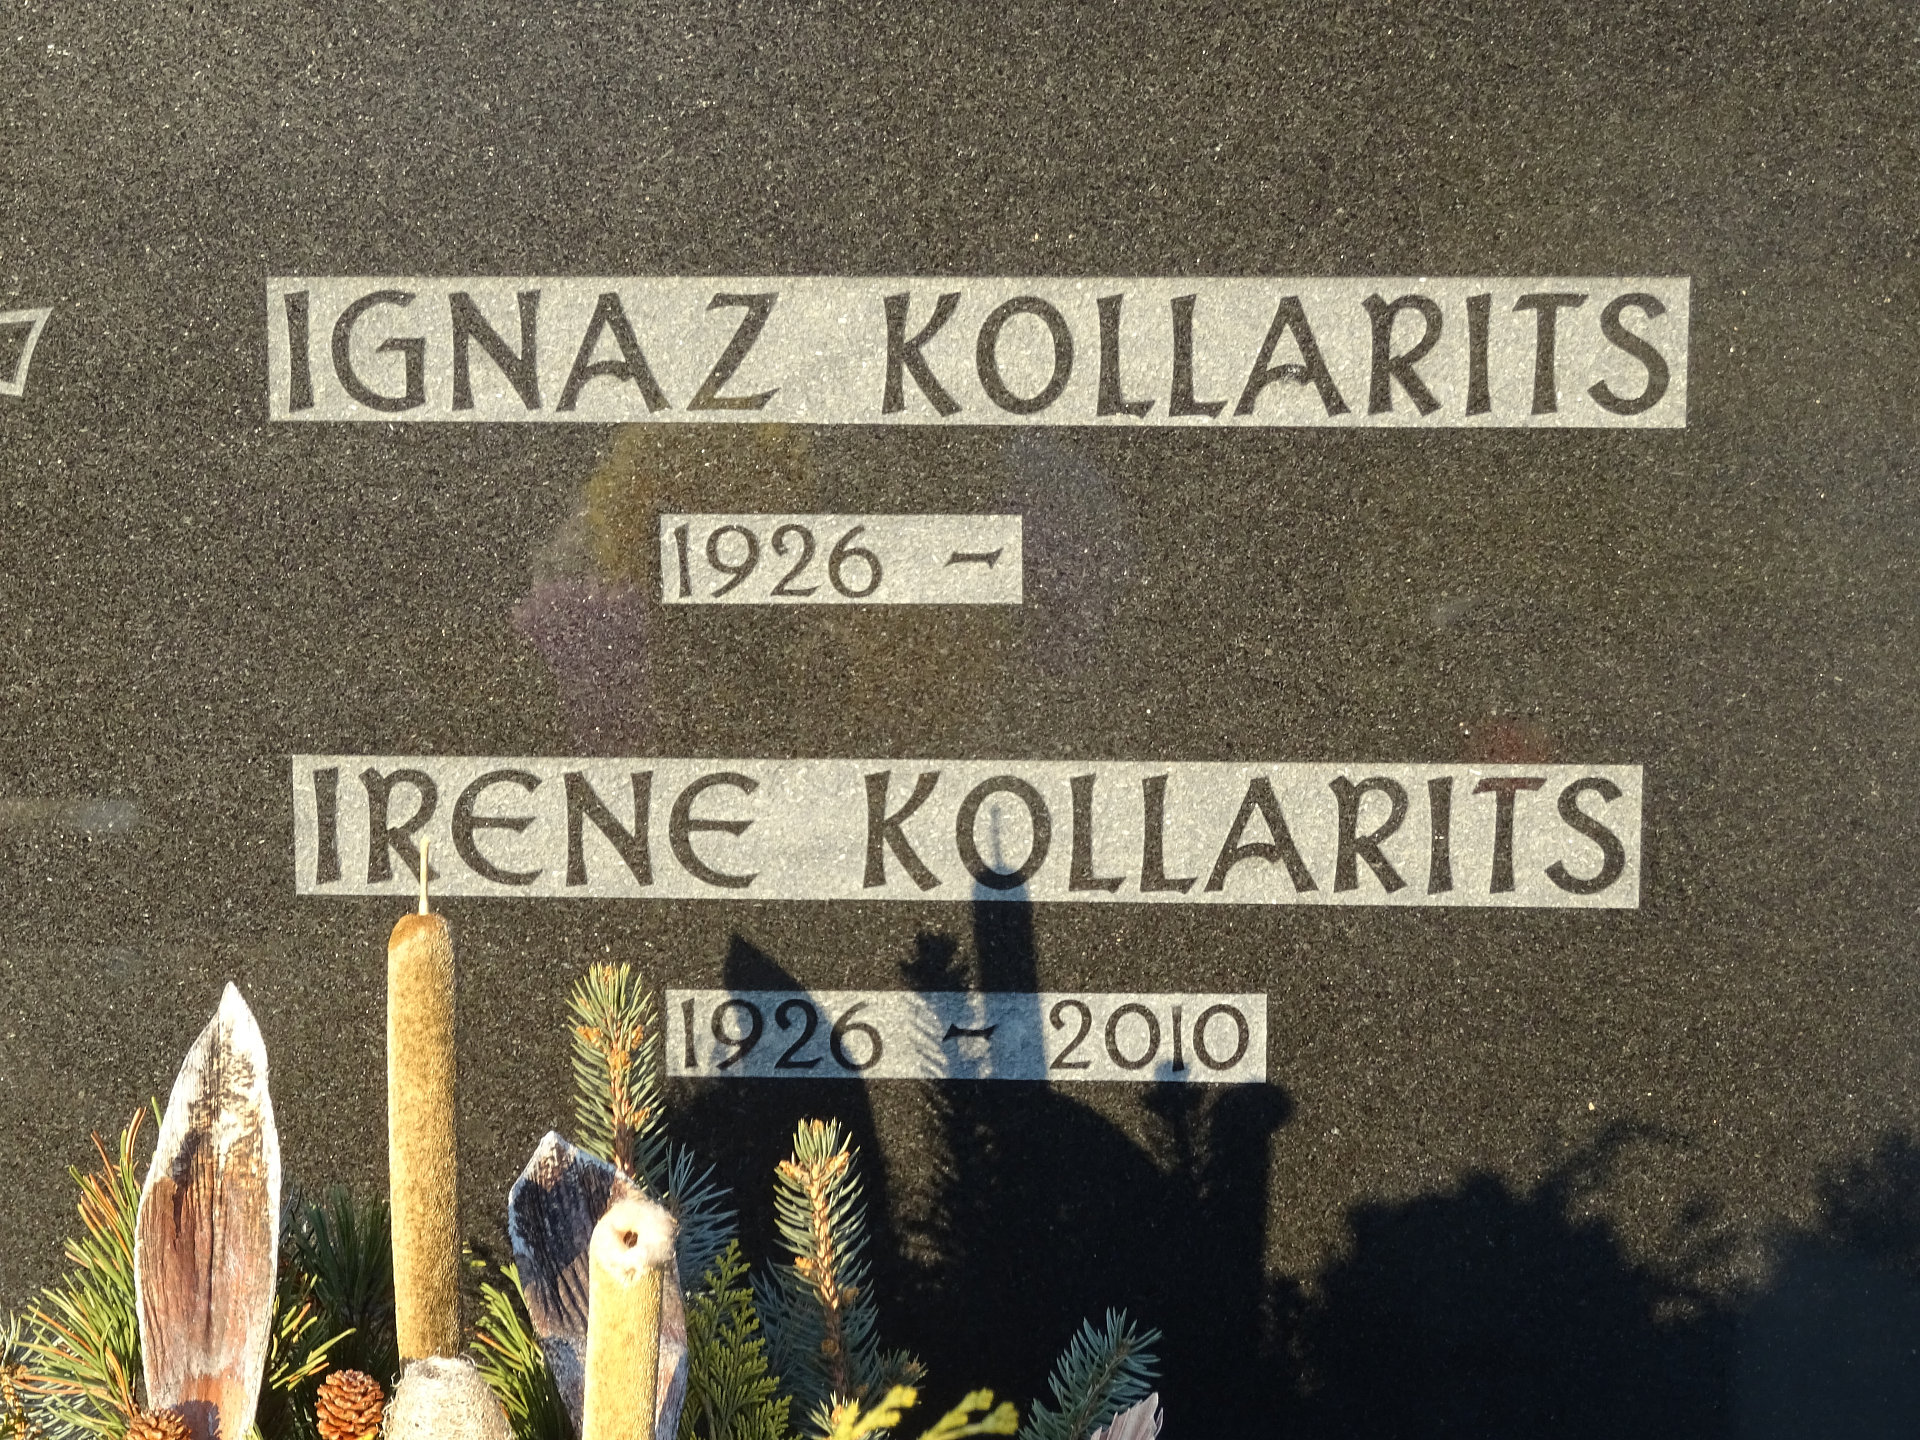 IGNAZ KOLLARITS
1926 -
IRENE KOLLARITS
1926 - 2010